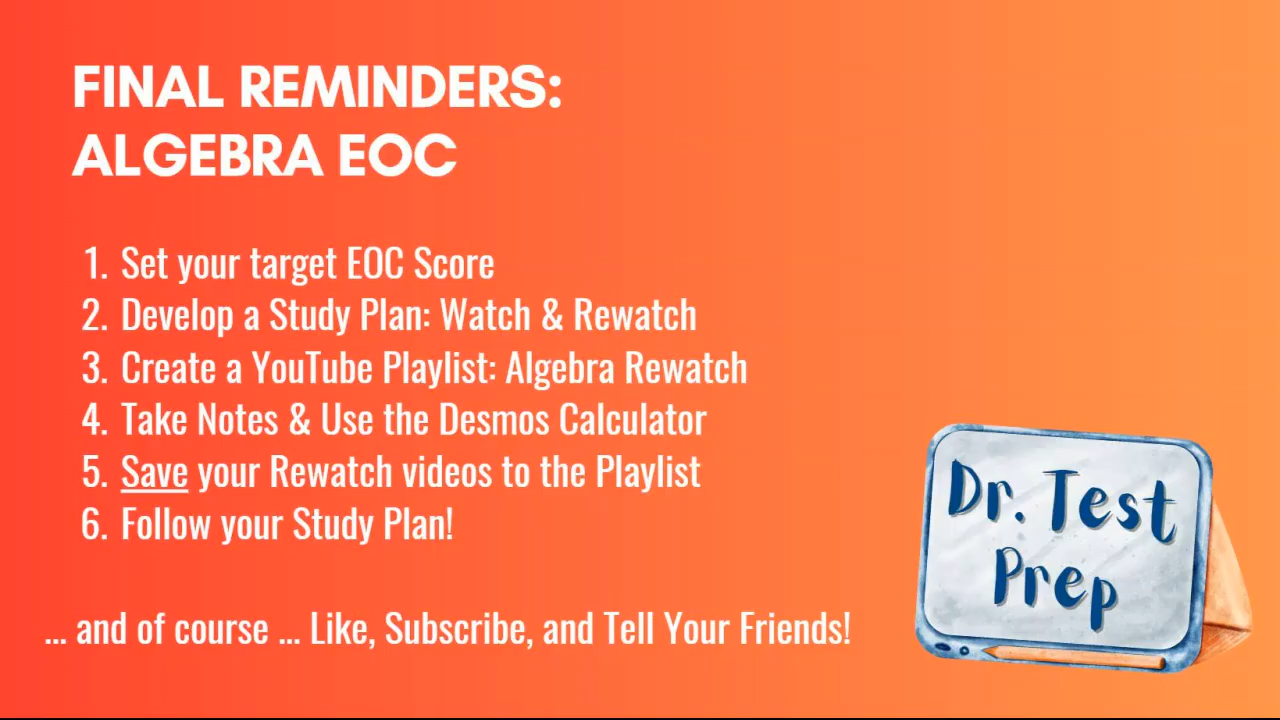 FINAL REMINDERS:
ALGEBRA EOC
1. Set your target EOC Score
2. Develop a Study Plan: Watch & Rewatch
3. Create a YouTube Playlist: Algebra Rewatch
4. Take Notes & Use the Desmos Calculator
5. Save your Rewatch videos to the Playlist
6. Follow your Study Plan!
... and of course ... Like, Subscribe, and Tell Your Friends!
Dr. Test
Prep